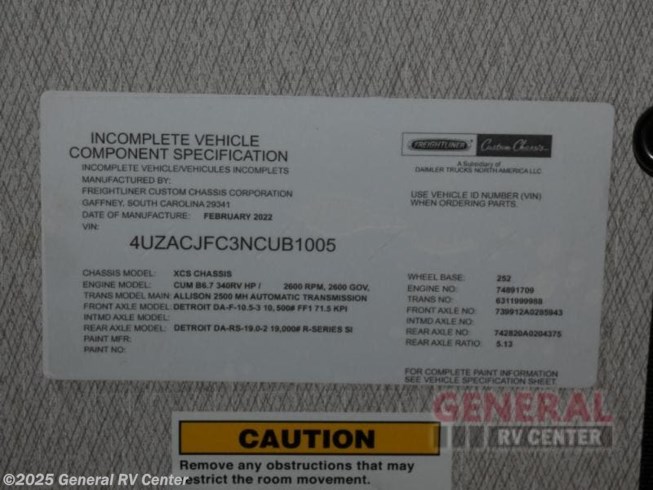 INCOMPLETE VEHICLE
COMPONENT SPECIFICATION
INCOMPLETE VEHICLE/VEHICULES INCOMPLETS
MANUFACTURED BY:
FREIGHTLINER CUSTOM CHASSIS CORPORATION
GAFFNEY, SOUTH CAROLINA 29341
DATE OF MANUFACTURE: FEBRUARY 2022
VIN:
4UZACJFC3NCUB1005
FREIGHTLINER Custom Chassis
A Subsidiary of
DAIMLER TRUCKS NORTH AMERICA LLC
USE VEHICLE ID NUMBER (VIN)
WHEN ORDERING PARTS.
CHASSIS MODEL: XCS CHASSIS
ENGINE MODEL: CUM B6.7 340RV HP / 2600 RPM, 2600 GOV,
TRANS MODEL MAIN: ALLISON 2500 MH AUTOMATIC TRANSMISSION
FRONT AXLE MODEL: DETROIT DA-F-10.5-3 10,500# FF1 71.5 KPI
INTMD AXLE MODEL:
REAR AXLE MODEL: DETROIT DA-RS-19.0-2 19,000# R-SERIES SI
PAINT MFR:
PAINT NO:
WHEEL BASE: 252
ENGINE NO: 74891709
TRANS NO: 6311990998
FRONT AXLE NO: 739912A0205943
INTMD AXLE NO:
REAR AXLE NO: 742820A0204375
REAR AXLE RATIO: 5.13
FOR COMPLETE PAINT INFORMATION
SEE VEHICLE SPECIFICATION SHEET
GENERAL
RV CENTER
CAUTION
Remove any obstructions that may
restrict the room movement.
©2025 General RV Center